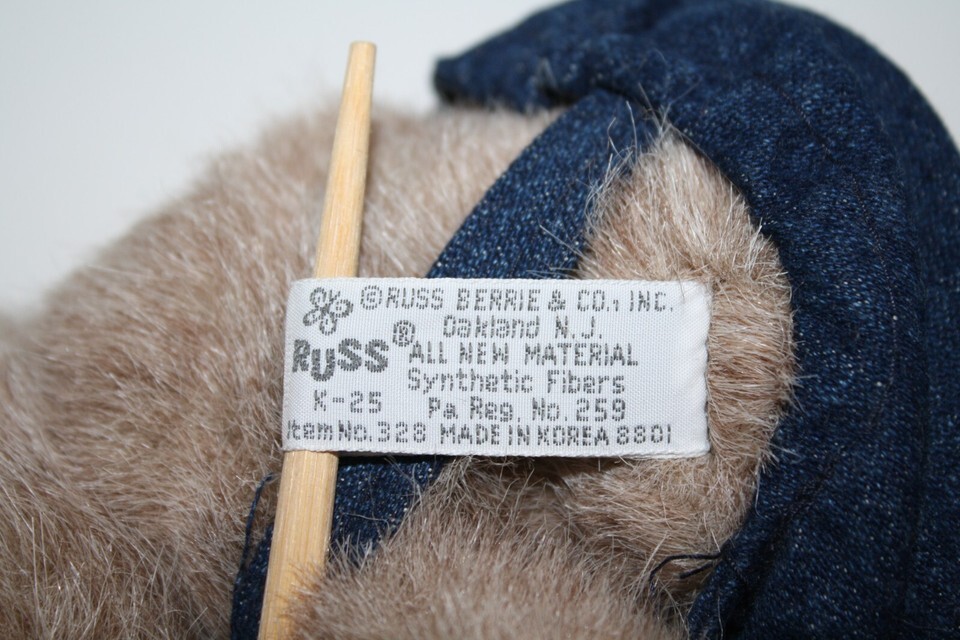 © RUSS BERRIE & CO., INC.
Oakland N.J.
RUSS ® ALL NEW MATERIAL
Synthetic Fibers
K-25 Pa. Reg. No. 259
Item No. 328 MADE IN KOREA 8801